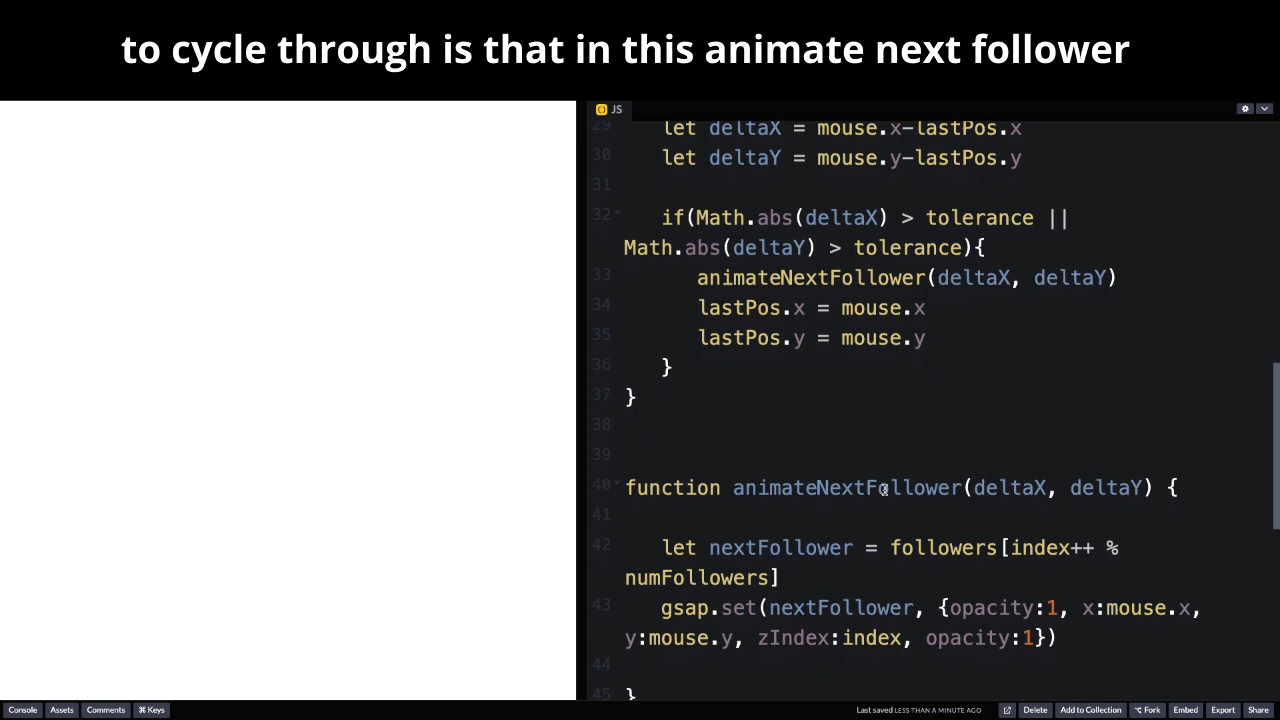 to cycle through is that in this animate next follower
JS
29 let deltaX = mouse.x-lastPos.x
30 let deltaY = mouse.y-lastPos.y
31
32 if(Math.abs(deltaX) > tolerance ||
Math.abs(deltaY) > tolerance){
33 animateNextFollower(deltaX, deltaY)
34 lastPos.x = mouse.x
35 lastPos.y = mouse.y
36 }
37 }
38
39
40 function animateNextFollower(deltaX, deltaY) {
41
42 let nextFollower = followers[index++ %
numFollowers]
43 gsap.set(nextFollower, {opacity:1, x:mouse.x,
y:mouse.y, zIndex:index, opacity:1})
44
45 }
Console Assets Comments ⌘ Keys Last saved LESS THAN A MINUTE AGO Delete Add to Collection Fork Embed Export Share